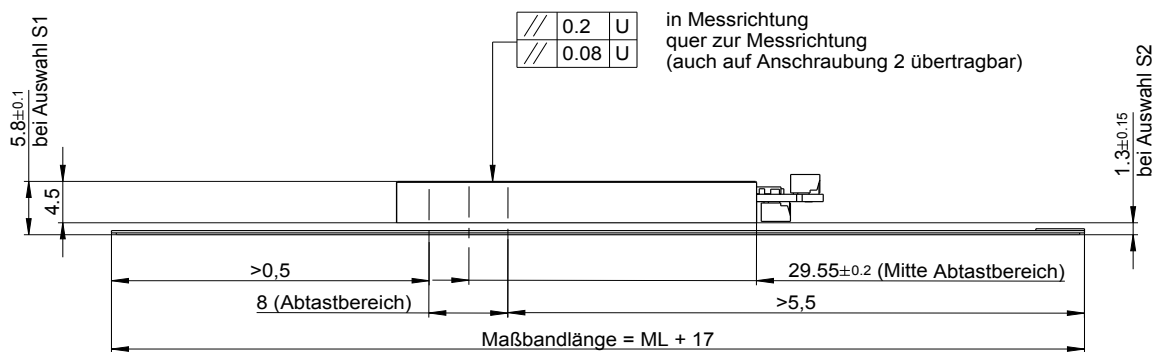 // 0.2 U in Messrichtung
// 0.08 U quer zur Messrichtung
(auch auf Anschraubung 2 übertragbar)
5.8±0.1
bei Auswahl S1
4.5
1.3±0.15
bei Auswahl S2
>0,5
29.55±0.2 (Mitte Abtastbereich)
8 (Abtastbereich)
>5,5
Maßbandlänge = ML + 17